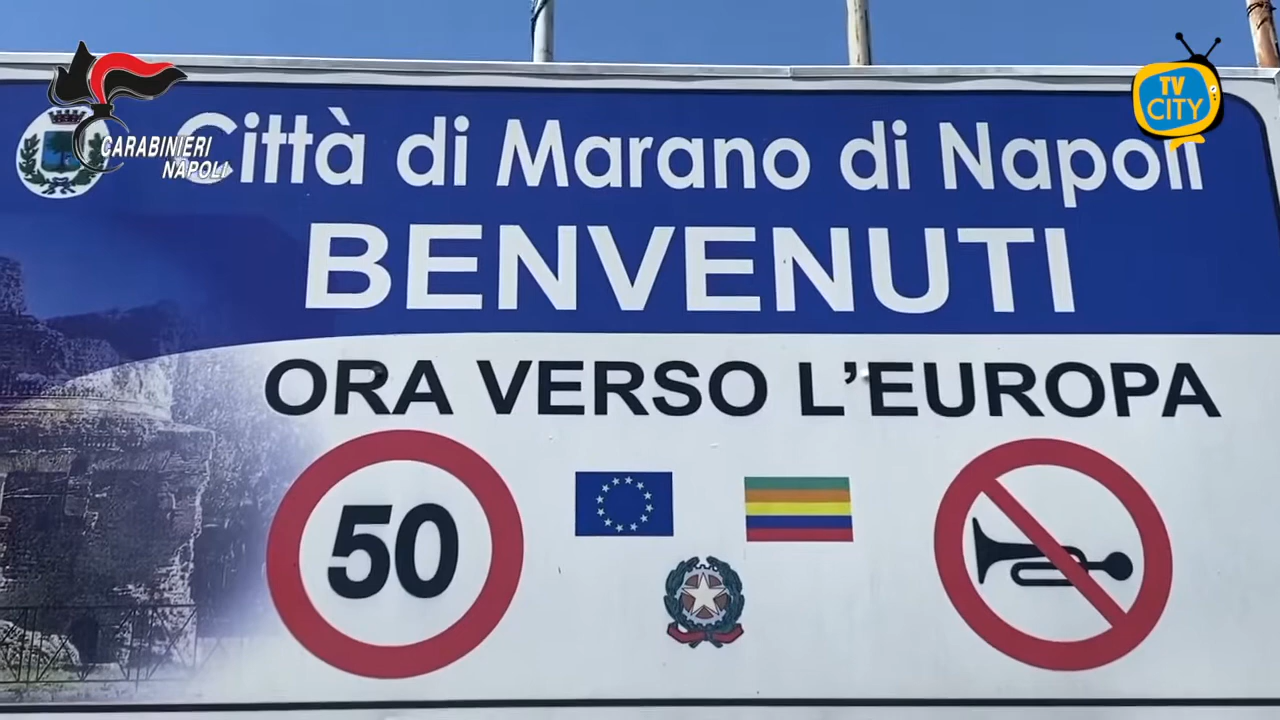 TV
CITY
CARABINIERI
NAPOLI
Città di Marano di Napoli
BENVENUTI
ORA VERSO L'EUROPA
50